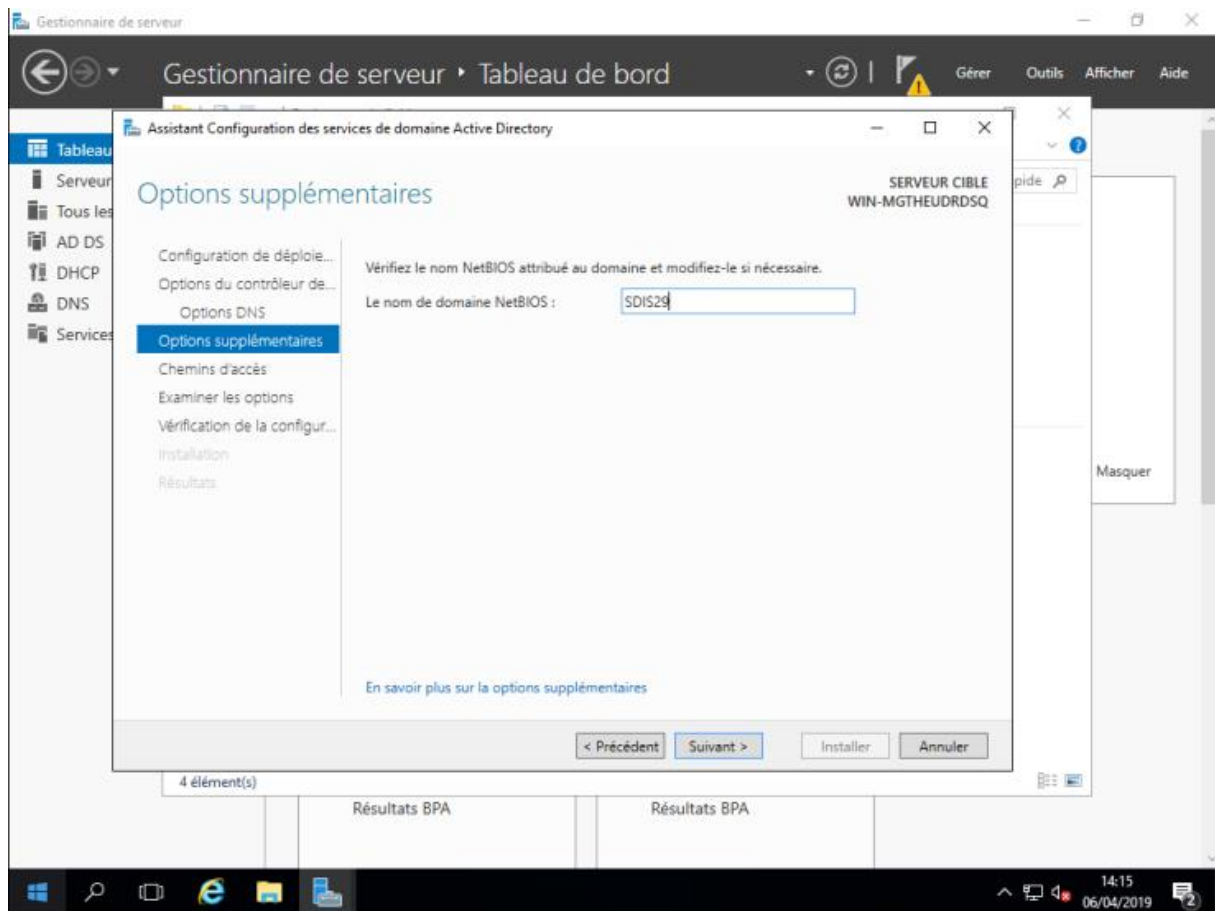 Gestionnaire de serveur
Gestionnaire de serveur ‣ Tableau de bord
Gérer Outils Afficher Aide
Assistant Configuration des services de domaine Active Directory
Tableau
Serveur
Tous les
AD DS
DHCP
DNS
Services
pide
Options supplémentaires
SERVEUR CIBLE
WIN-MGTHEUDRDSQ
Configuration de déploie...
Options du contrôleur de...
Options DNS
Options supplémentaires
Chemins d'accès
Examiner les options
Vérification de la configur...
Installation
Résultats
Vérifiez le nom NetBIOS attribué au domaine et modifiez-le si nécessaire.
Le nom de domaine NetBIOS : SDIS29
En savoir plus sur la options supplémentaires
< Précédent Suivant > Installer Annuler
Masquer
4 élément(s)
Résultats BPA Résultats BPA
14:15
06/04/2019
2